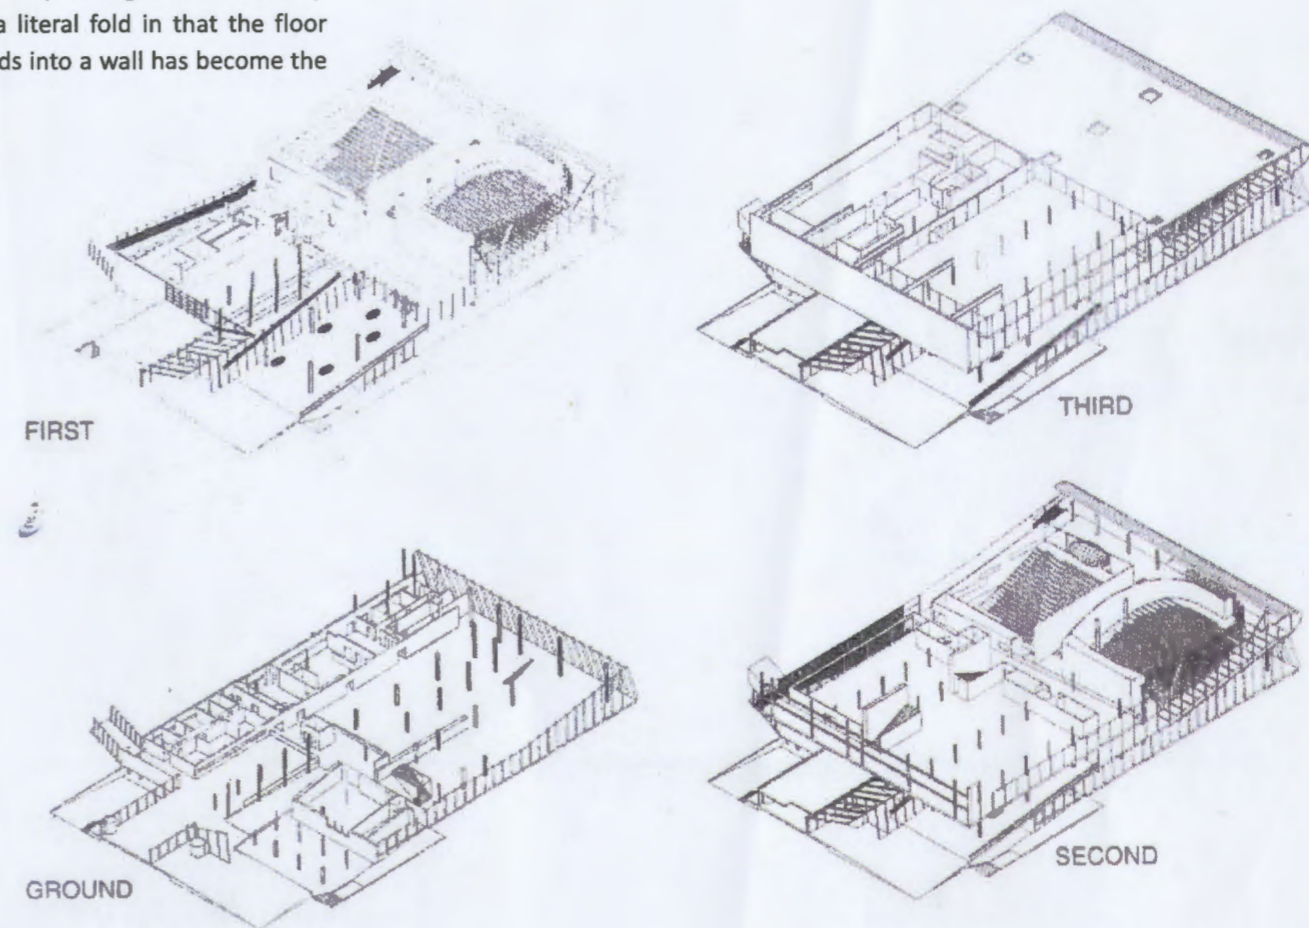 a literal fold in that the floor
ds into a wall has become the
FIRST
THIRD
GROUND
SECOND